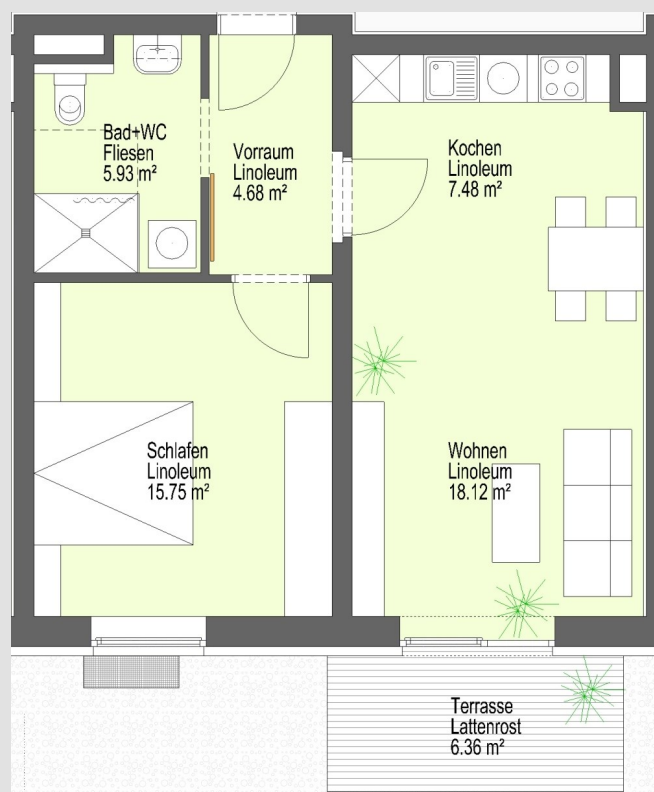 Bad+WC
Fliesen
5.93 m²
Vorraum
Linoleum
4.68 m²
Kochen
Linoleum
7.48 m²
Schlafen
Linoleum
15.75 m²
Wohnen
Linoleum
18.12 m²
Terrasse
Lattenrost
6.36 m²